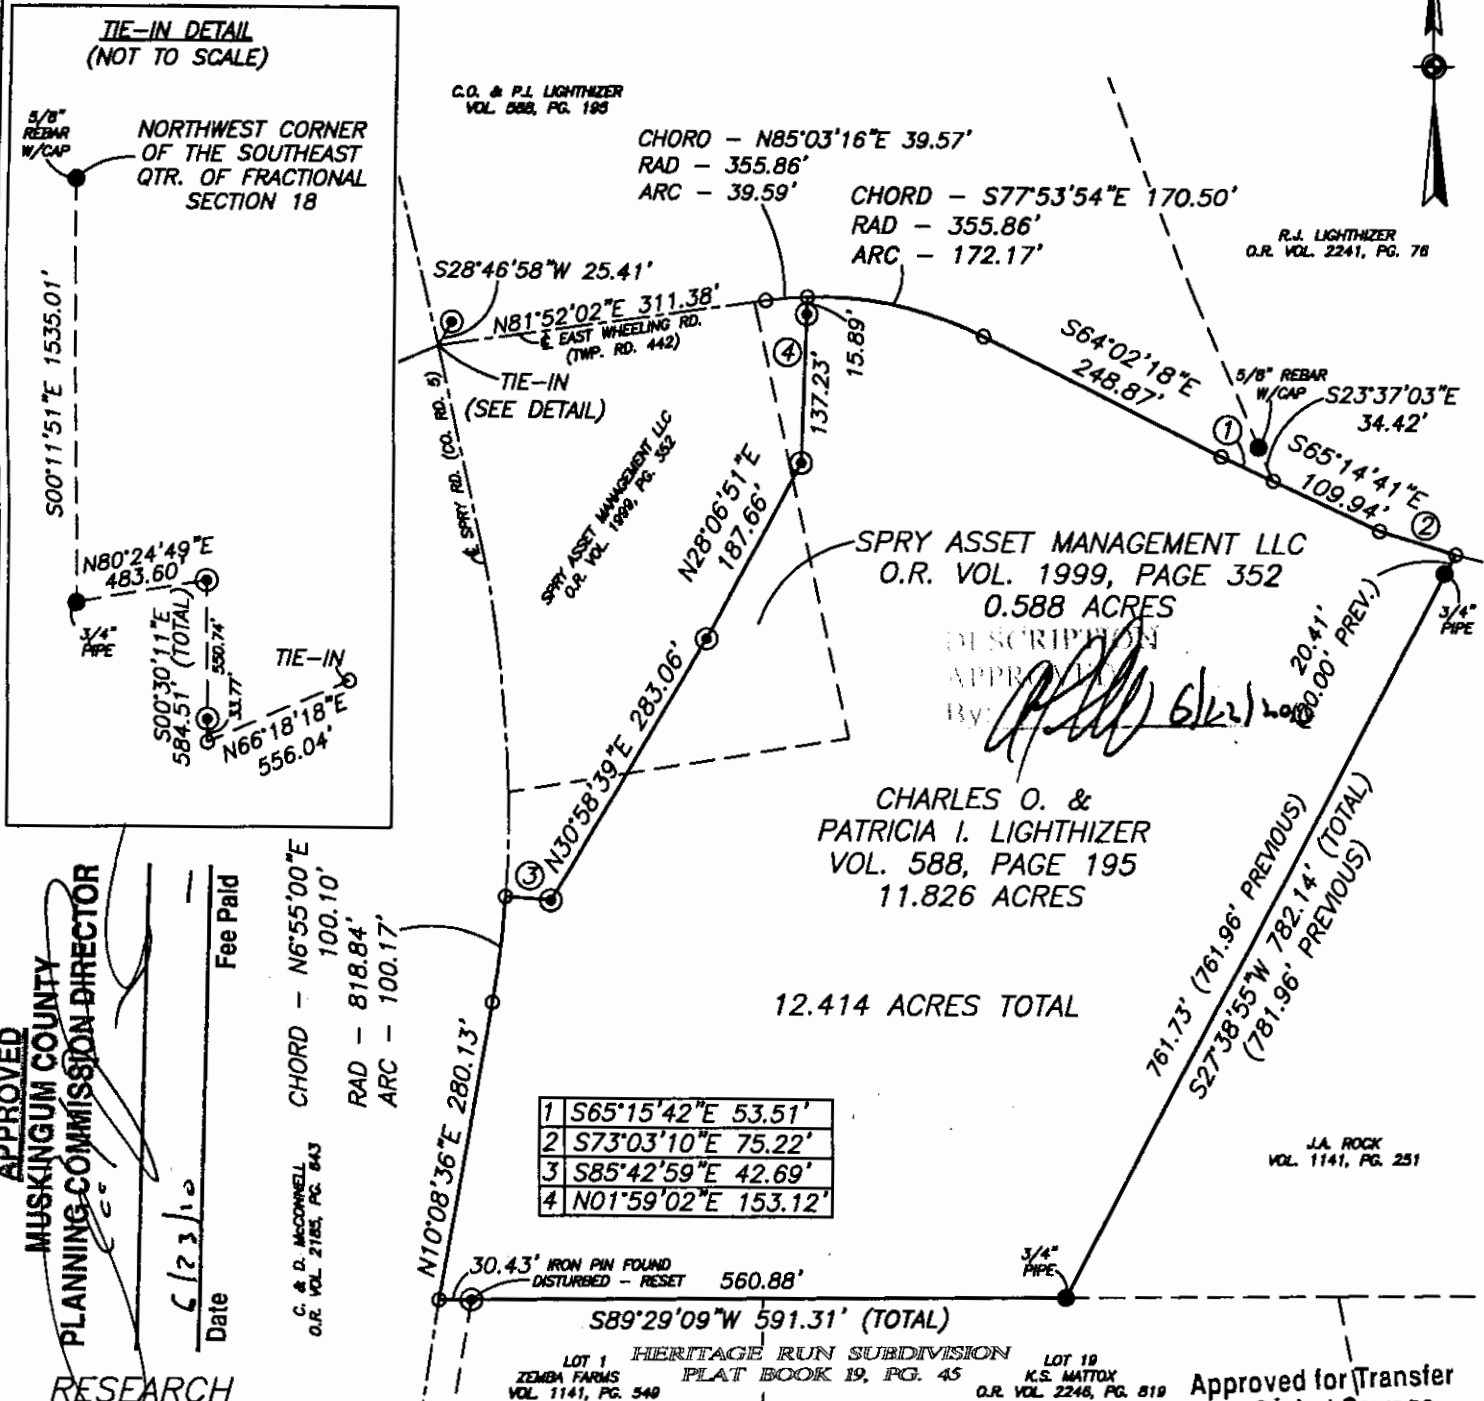 TIE-IN DETAIL
(NOT TO SCALE)
5/8"
REBAR
W/CAP
NORTHWEST CORNER
OF THE SOUTHEAST
QTR. OF FRACTIONAL
SECTION 18
S00°11'51"E 1535.01'
N80°24'49"E
483.60'
3/4"
PIPE
S00°30'11"E
584.51' (TOTAL)
550.74'
33.77'
TIE-IN
N66°18'18"E
556.04'
C.O. & P.I. LIGHTHIZER
VOL. 588, PG. 195
CHORD - N85°03'16"E 39.57'
RAD - 355.86'
ARC - 39.59'
CHORD - S77°53'54"E 170.50'
RAD - 355.86'
ARC - 172.17'
R.J. LIGHTHIZER
O.R. VOL. 2241, PG. 76
S28°46'58"W 25.41'
N81°52'02"E 311.38'
℄ EAST WHEELING RD.
(TWP. RD. 442)
TIE-IN
(SEE DETAIL)
℄ SPRY RD. (CO. RD. 5)
SPRY ASSET MANAGEMENT LLC
O.R. VOL. 1999, PG. 352
4
137.23'
15.89'
S64°02'18"E
248.87'
5/8" REBAR
W/CAP
S23°37'03"E
34.42'
1
S65°14'41"E
109.94'
2
3/4"
PIPE
N28°06'51"E
187.66'
SPRY ASSET MANAGEMENT LLC
O.R. VOL. 1999, PAGE 352
0.588 ACRES
DESCRIPTION
APPROVED
By:
20.41'
(20.00' PREV.)
N30°58'39"E 283.06'
3
CHARLES O. &
PATRICIA I. LIGHTHIZER
VOL. 588, PAGE 195
11.826 ACRES
12.414 ACRES TOTAL
761.73' (761.96' PREVIOUS)
S27°38'55"W 782.14' (TOTAL)
(781.96' PREVIOUS)
APPROVED
MUSKINGUM COUNTY
PLANNING COMMISSION DIRECTOR
6/23/10
Date
Fee Paid
CHORD - N6°55'00"E
100.10'
RAD - 818.84'
ARC - 100.17'
C. & D. McCONNELL
O.R. VOL. 2185, PG. 843
N10°08'36"E 280.13'
1 S65°15'42"E 53.51'
2 S73°03'10"E 75.22'
3 S85°42'59"E 42.69'
4 N01°59'02"E 153.12'
J.A. ROCK
VOL. 1141, PG. 251
30.43' IRON PIN FOUND
DISTURBED - RESET
560.88'
3/4"
PIPE
S89°29'09"W 591.31' (TOTAL)
HERITAGE RUN SUBDIVISION
PLAT BOOK 19, PG. 45
LOT 1
ZEMBA FARMS
VOL. 1141, PG. 549
LOT 19
K.S. MATTOX
O.R. VOL. 2246, PG. 819
Approved for Transfer
RESEARCH